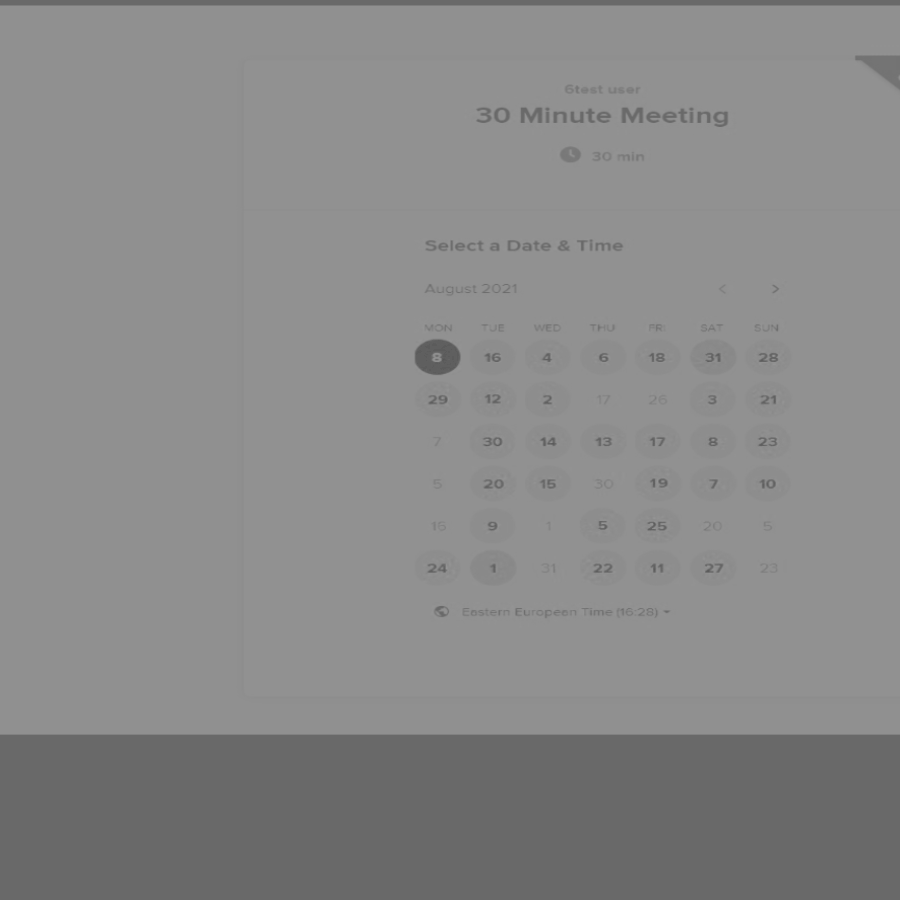 6test user
30 Minute Meeting
30 min
Select a Date & Time
August 2021
MON TUE WED THU FRI SAT SUN
8 16 4 6 18 31 28
29 12 2 17 26 3 21
7 30 14 13 17 8 23
5 20 15 30 19 7 10
15 9 1 5 25 20 5
24 1 31 22 11 27 23
Eastern European Time (16:28)